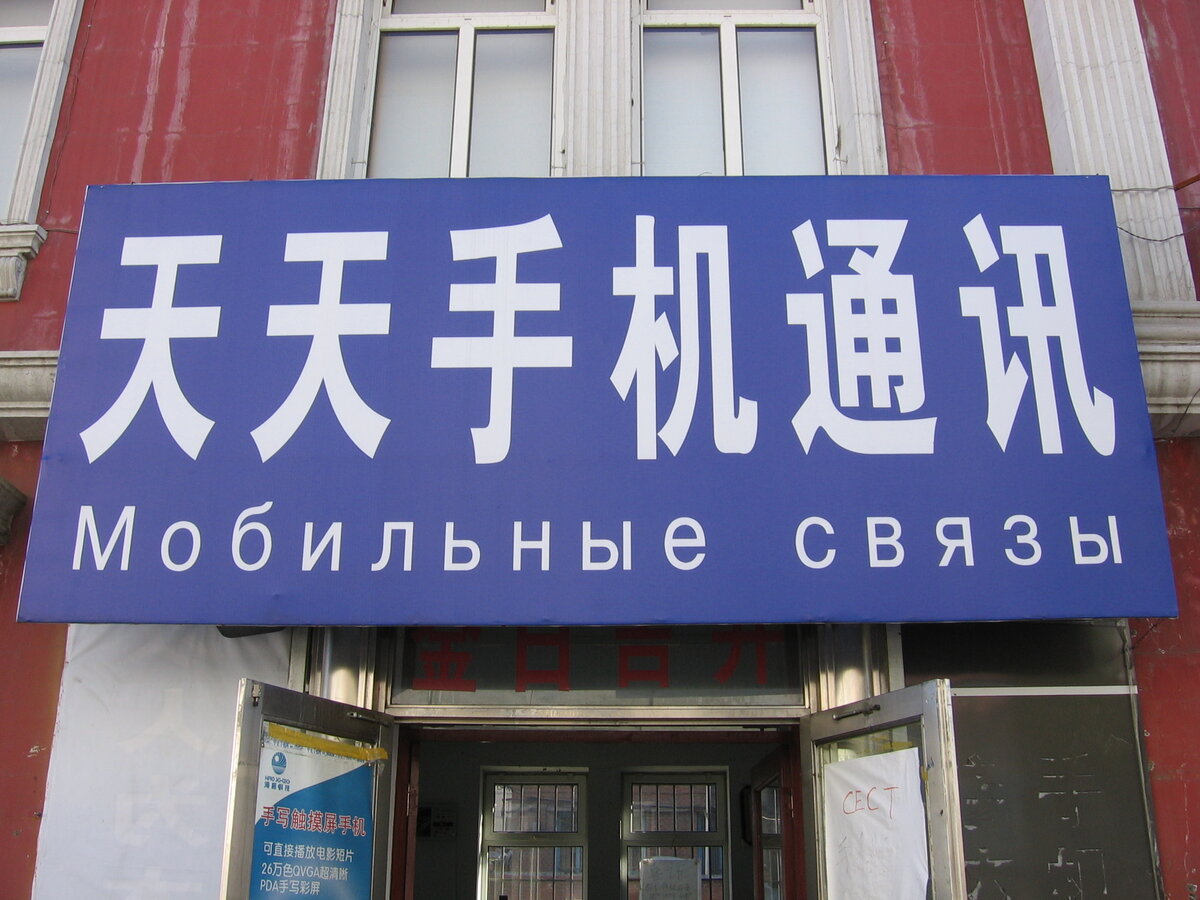 天天手机通讯
Мобильные связы
手写触摸屏手机
可直接播放电影短片
26万色QVGA超清晰
PDA手写彩屏
CECT